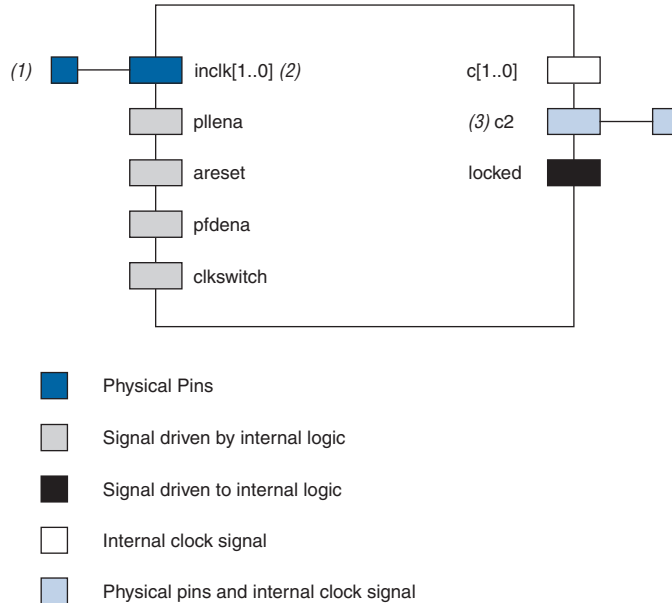 (1)
inclk[1..0] (2)
c[1..0]
pllena
(3) c2
areset
locked
pfdena
clkswitch
Physical Pins
Signal driven by internal logic
Signal driven to internal logic
Internal clock signal
Physical pins and internal clock signal